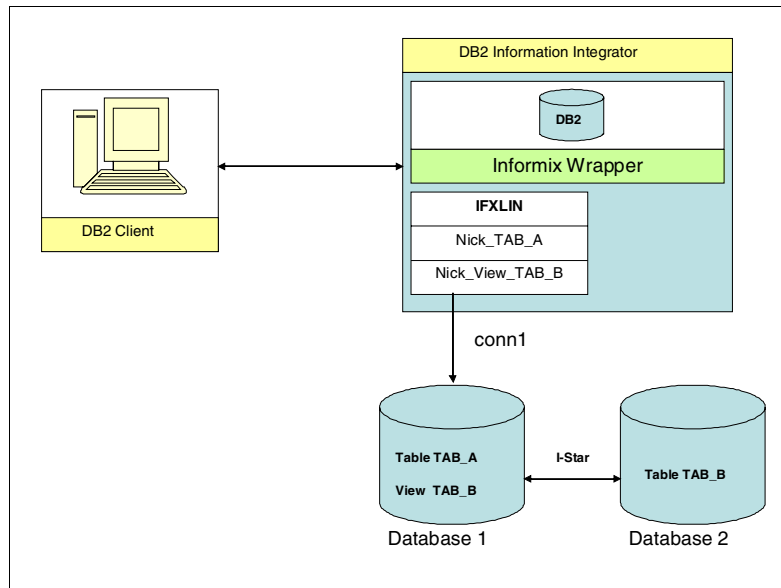 DB2 Information Integrator
DB2
Informix Wrapper
DB2 Client
IFXLIN
Nick_TAB_A
Nick_View_TAB_B
conn1
Table TAB_A
View TAB_B
I-Star
Table TAB_B
Database 1
Database 2